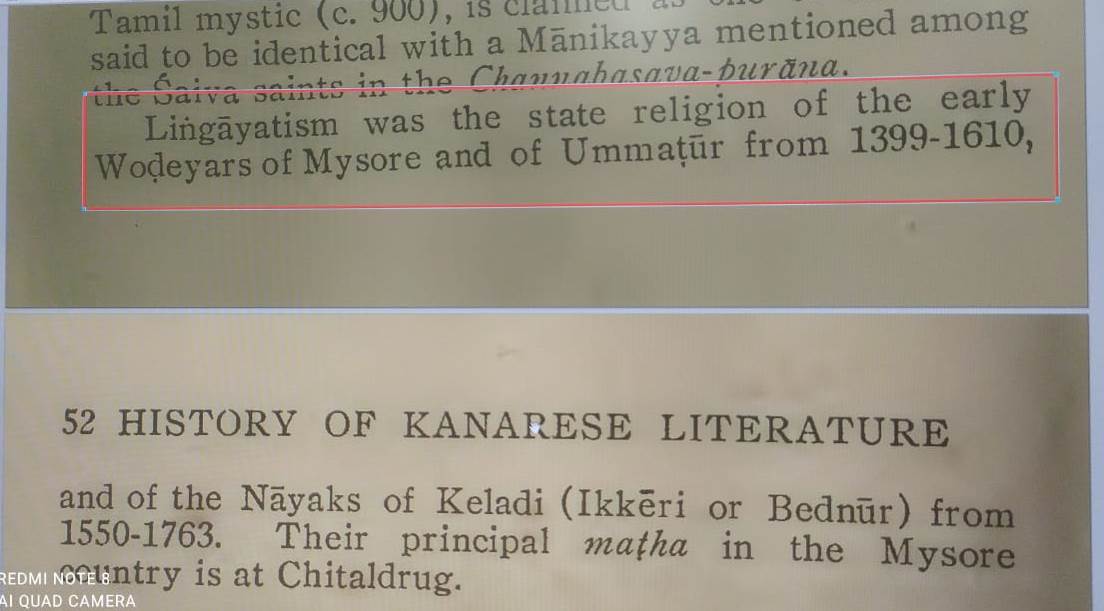 Tamil mystic (c. 900), is claimed as
said to be identical with a Mānikayya mentioned among
the Śaiva saints in the Channabasava-purāna.
Liṅgāyatism was the state religion of the early
Woḍeyars of Mysore and of Ummaṭūr from 1399-1610,
52 HISTORY OF KANARESE LITERATURE
and of the Nāyaks of Keladi (Ikkēri or Bednūr) from
1550-1763. Their principal maṭha in the Mysore
country is at Chitaldrug.
REDMI NOTE 8
AI QUAD CAMERA